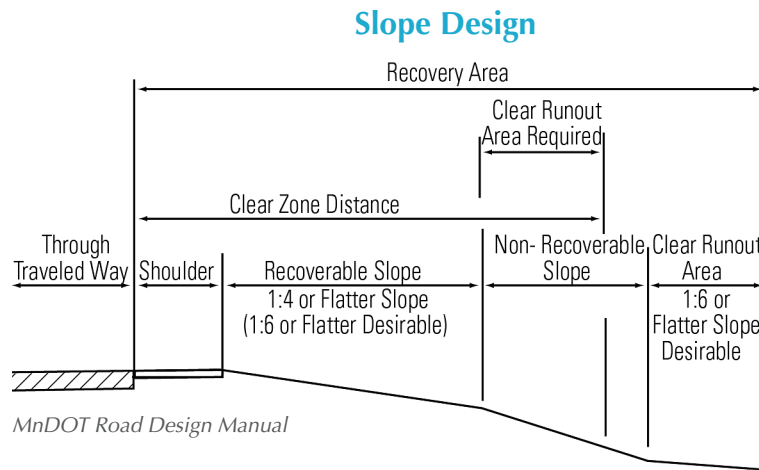 Slope Design
Recovery Area
Clear Runout
Area Required
Clear Zone Distance
Through
Traveled Way
Shoulder
Recoverable Slope
1:4 or Flatter Slope
(1:6 or Flatter Desirable)
Non- Recoverable
Slope
Clear Runout
Area
1:6 or
Flatter Slope
Desirable
MnDOT Road Design Manual